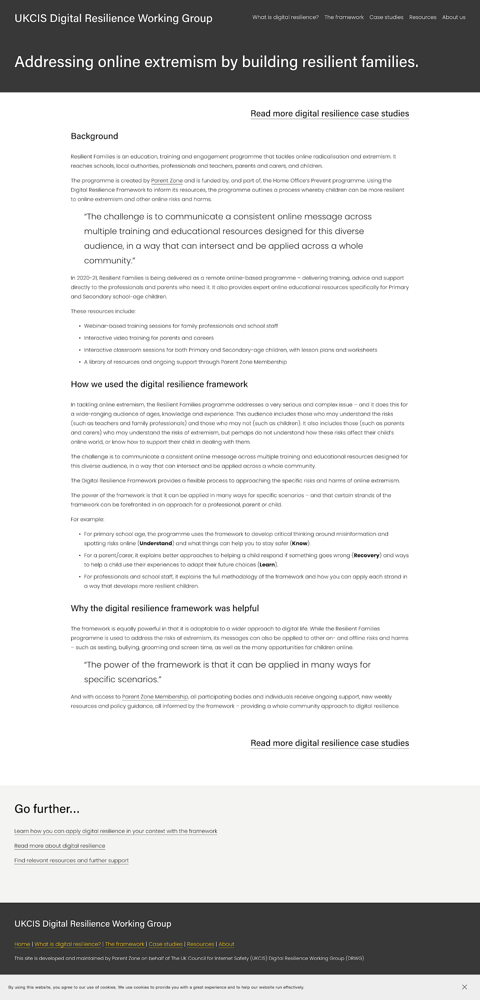 UKCIS Digital Resilience Working Group
What is digital resilience? The framework Case studies Resources About us
Addressing online extremism by building resilient families.
Read more digital resilience case studies
Background
Resilient Families is an education, training and engagement programme that tackles online radicalisation and extremism. It
reaches schools, local authorities, professionals and teachers, parents and carers, and children.
The programme is created by Parent Zone and is funded by, and part of, the Home Office’s Prevent programme. Using the
Digital Resilience Framework to inform its resources, the programme outlines a process whereby children can be more resilient
to online extremism and other online risks and harms.
“The challenge is to communicate a consistent online message across
multiple training and educational resources designed for this diverse
audience, in a way that can intersect and be applied across a whole
community.”
In 2020-21, Resilient Families is being delivered as a remote online-based programme – delivering training, advice and support
directly to the professionals and parents who need it. It also provides expert online educational resources specifically for Primary
and Secondary school-age children.
These resources include:
• Webinar-based training sessions for family professionals and school staff
• Interactive video training for parents and careers
• Interactive classroom sessions for both Primary and Secondary-age children, with lesson plans and worksheets
• A library of resources and ongoing support through Parent Zone Membership
How we used the digital resilience framework
In tackling online extremism, the Resilient Families programme addresses a very serious and complex issue – and it does this for
a wide-ranging audience of ages, knowledge and experience. This audience includes those who may understand the risks
(such as teachers and family professionals) and those who may not (such as children). It also includes those (such as parents
and carers) who may understand the risks of extremism, but perhaps do not understand how these risks affect their child’s
online world, or know how to support their child in dealing with them.
The challenge is to communicate a consistent online message across multiple training and educational resources designed for
this diverse audience, in a way that can intersect and be applied across a whole community.
The Digital Resilience Framework provides a flexible process to approaching the specific risks and harms of online extremism.
The power of the framework is that it can be applied in many ways for specific scenarios – and that certain strands of the
framework can be forefronted in an approach for a professional, parent or child.
For example:
• For primary school age, the programme uses the framework to develop critical thinking around misinformation and
spotting risks online (Understand) and what things can help you to stay safer (Know).
• For a parent/carer, it explains better approaches to helping a child respond if something goes wrong (Recovery) and ways
to help a child use their experiences to adapt their future choices (Learn).
• For professionals and school staff, it explains the full methodology of the framework and how you can apply each strand in
a way that develops more resilient children.
Why the digital resilience framework was helpful
The framework is equally powerful in that it is adaptable to a wider approach to digital life. While the Resilient Families
programme is used to address the risks of extremism, its messages can also be applied to other on- and offline risks and harms
– such as sexting, bullying, grooming and screen time, as well as the many opportunities for children online.
“The power of the framework is that it can be applied in many ways for
specific scenarios.”
And with access to Parent Zone Membership, all participating bodies and individuals receive ongoing support, new weekly
resources and policy guidance, all informed by the framework – providing a whole community approach to digital resilience.
Read more digital resilience case studies
Go further…
Learn how you can apply digital resilience in your context with the framework
Read more about digital resilience
Find relevant resources and further support
UKCIS Digital Resilience Working Group
Home | What is digital resilience? | The framework | Case studies | Resources | About
This site is developed and maintained by Parent Zone on behalf of The UK Council for Internet Safety (UKCIS) Digital Resilience Working Group (DRWG)
By using this website, you agree to our use of cookies. We use cookies to provide you with a great experience and to help our website run effectively.